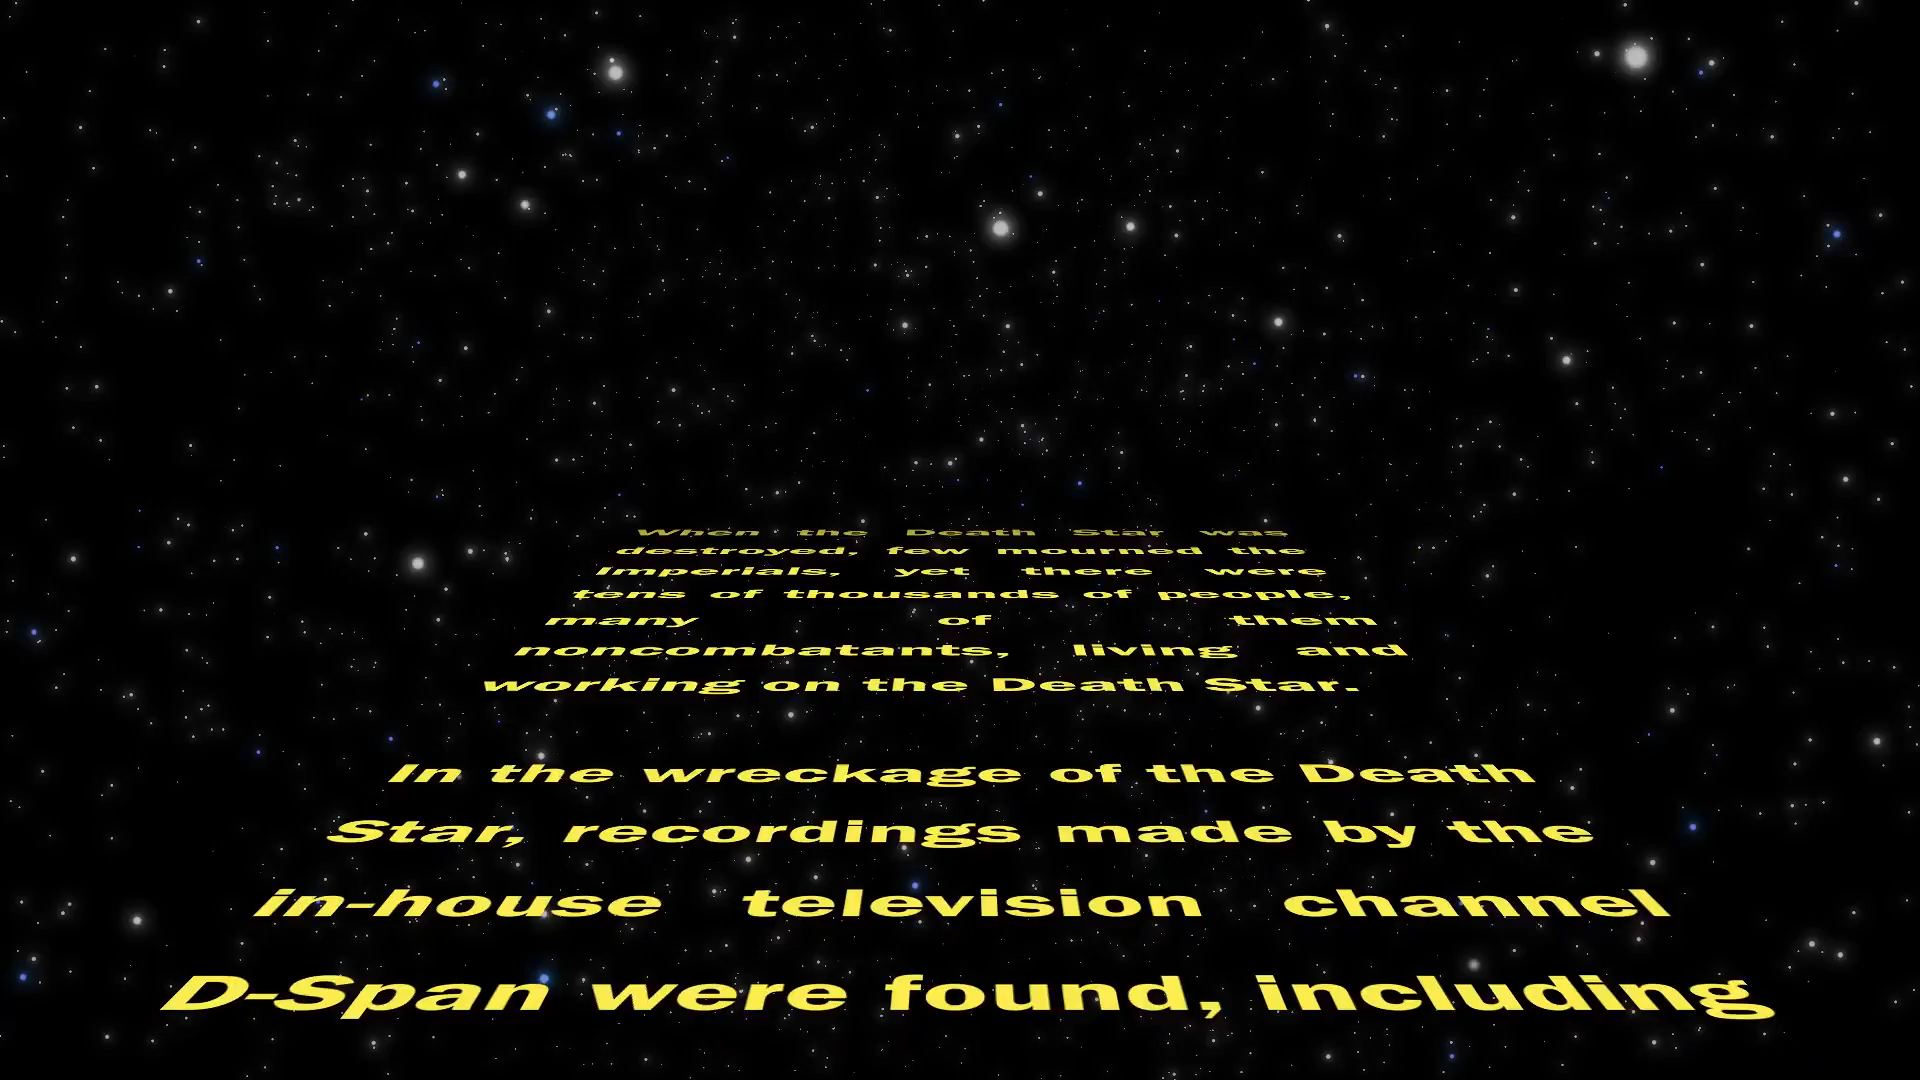 When the Death Star was
destroyed, few mourned the
Imperials, yet there were
tens of thousands of people,
many of them
noncombatants, living and
working on the Death Star.
In the wreckage of the Death
Star, recordings made by the
in-house television channel
D-Span were found, including